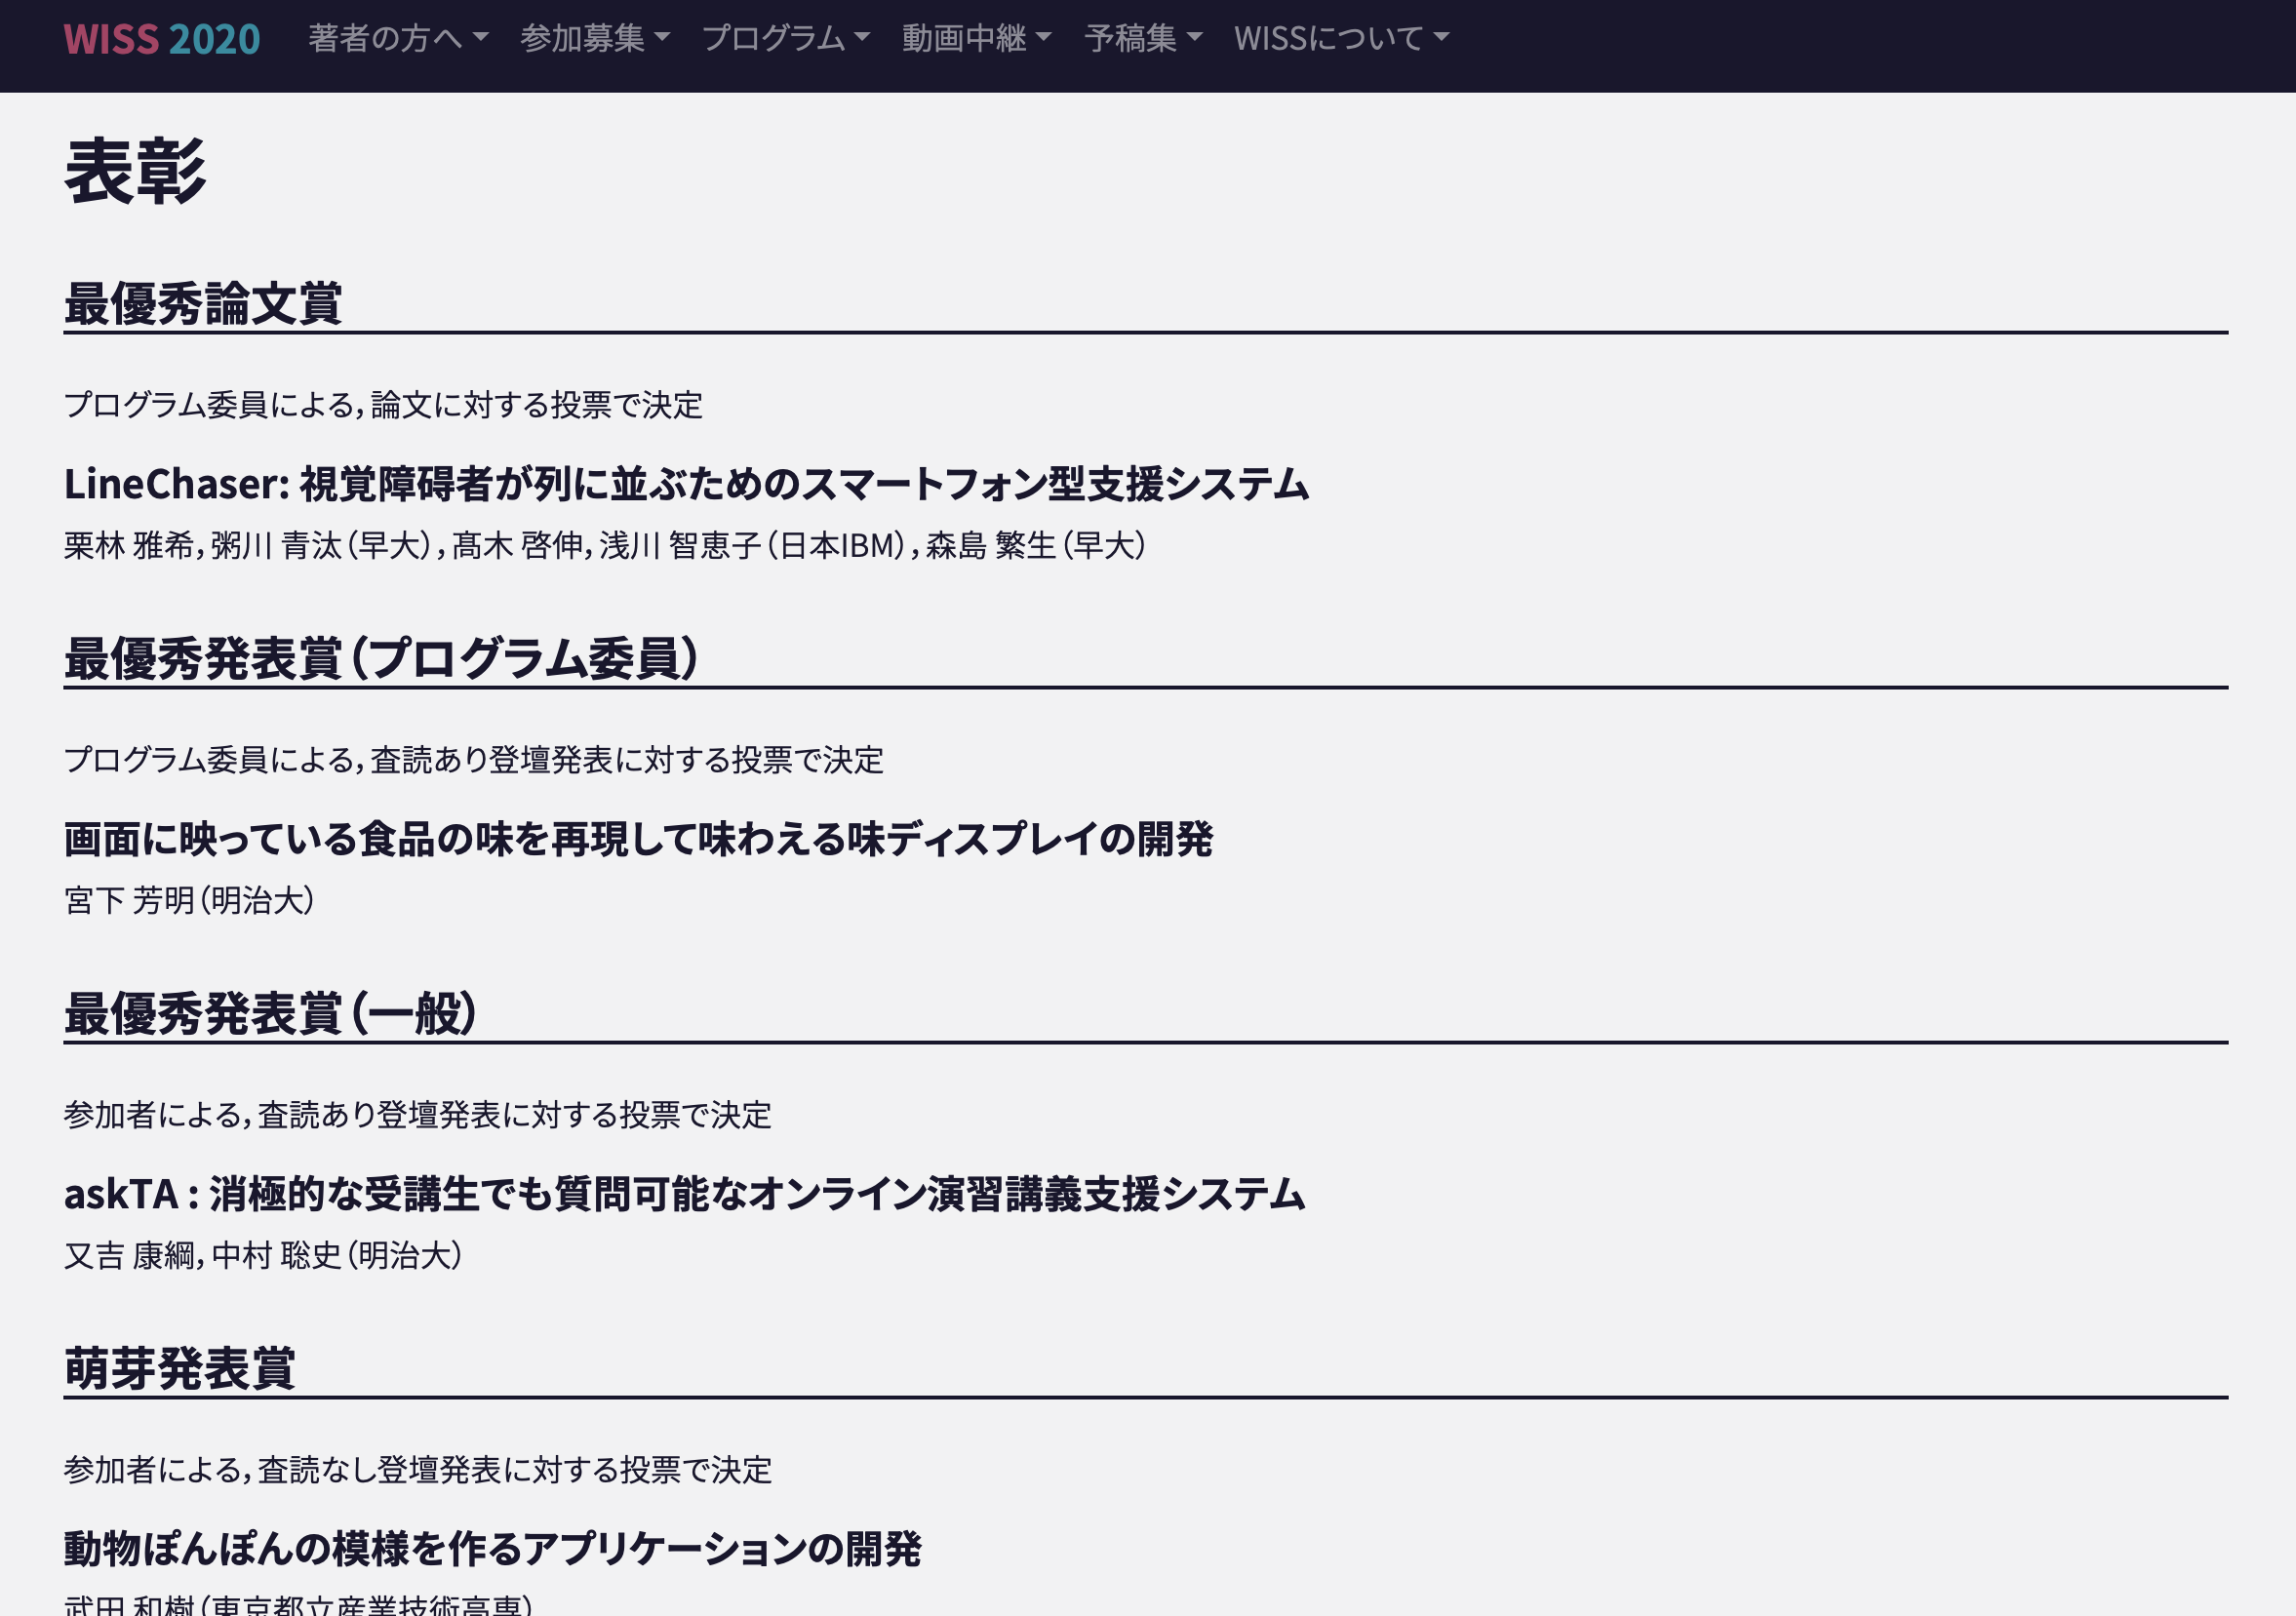 WISS 2020 著者の方へ 参加募集 プログラム 動画中継 予稿集 WISSについて
表彰
最優秀論文賞
プログラム委員による，論文に対する投票で決定
LineChaser: 視覚障碍者が列に並ぶためのスマートフォン型支援システム
栗林 雅希，粥川 青汰（早大），髙木 啓伸，浅川 智恵子（日本IBM），森島 繁生（早大）
最優秀発表賞（プログラム委員）
プログラム委員による，査読あり登壇発表に対する投票で決定
画面に映っている食品の味を再現して味わえる味ディスプレイの開発
宮下 芳明（明治大）
最優秀発表賞（一般）
参加者による，査読あり登壇発表に対する投票で決定
askTA : 消極的な受講生でも質問可能なオンライン演習講義支援システム
又吉 康綱，中村 聡史（明治大）
萌芽発表賞
参加者による，査読なし登壇発表に対する投票で決定
動物ぽんぽんの模様を作るアプリケーションの開発
武田 和樹（東京都立産業技術高専）